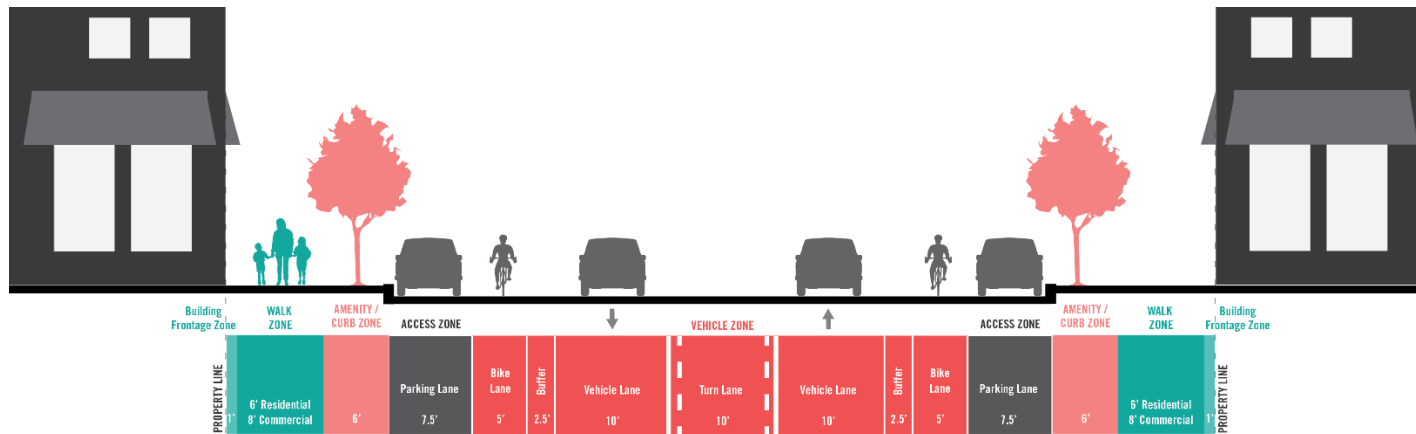 Building
Frontage Zone
WALK
ZONE
AMENITY /
CURB ZONE
ACCESS ZONE
VEHICLE ZONE
ACCESS ZONE
AMENITY /
CURB ZONE
WALK
ZONE
Building
Frontage Zone
PROPERTY LINE
1'
6' Residential
8' Commercial
6'
Parking Lane
7.5'
Bike
Lane
5'
Buffer
2.5'
Vehicle Lane
10'
Turn Lane
10'
Vehicle Lane
10'
Buffer
2.5'
Bike
Lane
5'
Parking Lane
7.5'
6'
6' Residential
8' Commercial
1'
PROPERTY LINE